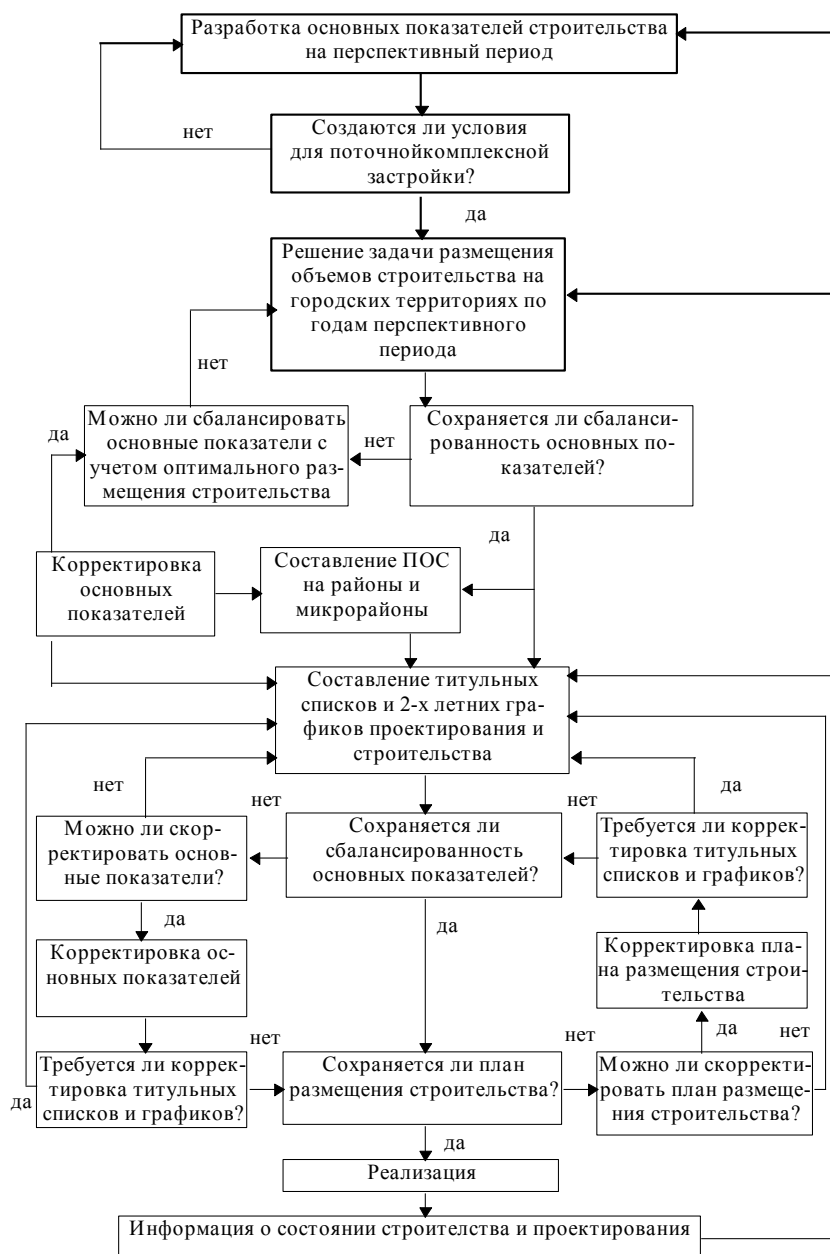 Разработка основных показателей строительства
на перспективный период
нет
Создаются ли условия
для поточнойкомплексной
застройки?
да
Решение задачи размещения
объемов строительства на
городских территориях по
годам перспективного
периода
нет
да
Можно ли сбалансировать
основные показатели с
учетом оптимального раз-
мещения строительства
нет
Сохраняется ли сбаланси-
рованность основных по-
казателей?
да
Корректировка
основных
показателей
Составление ПОС
на районы и
микрорайоны
Составление титульных
списков и 2-х летних гра-
фиков проектирования и
строительства
нет
нет
нет
да
Можно ли скор-
ректировать основ-
ные показатели?
Сохраняется ли
сбалансированность
основных показателей?
Требуется ли коррек-
тировка титульных
списков и графиков?
да
да
Корректировка ос-
новных показателей
Корректировка пла-
на размещения строи-
тельства
нет
нет
да
нет
Требуется ли коррек-
тировка титульных
списков и графиков?
да
Сохраняется ли план
размещения строительства?
Можно ли скорректи-
ровать план размеще-
ния строительства?
да
Реализация
Информация о состоянии строителства и проектирования